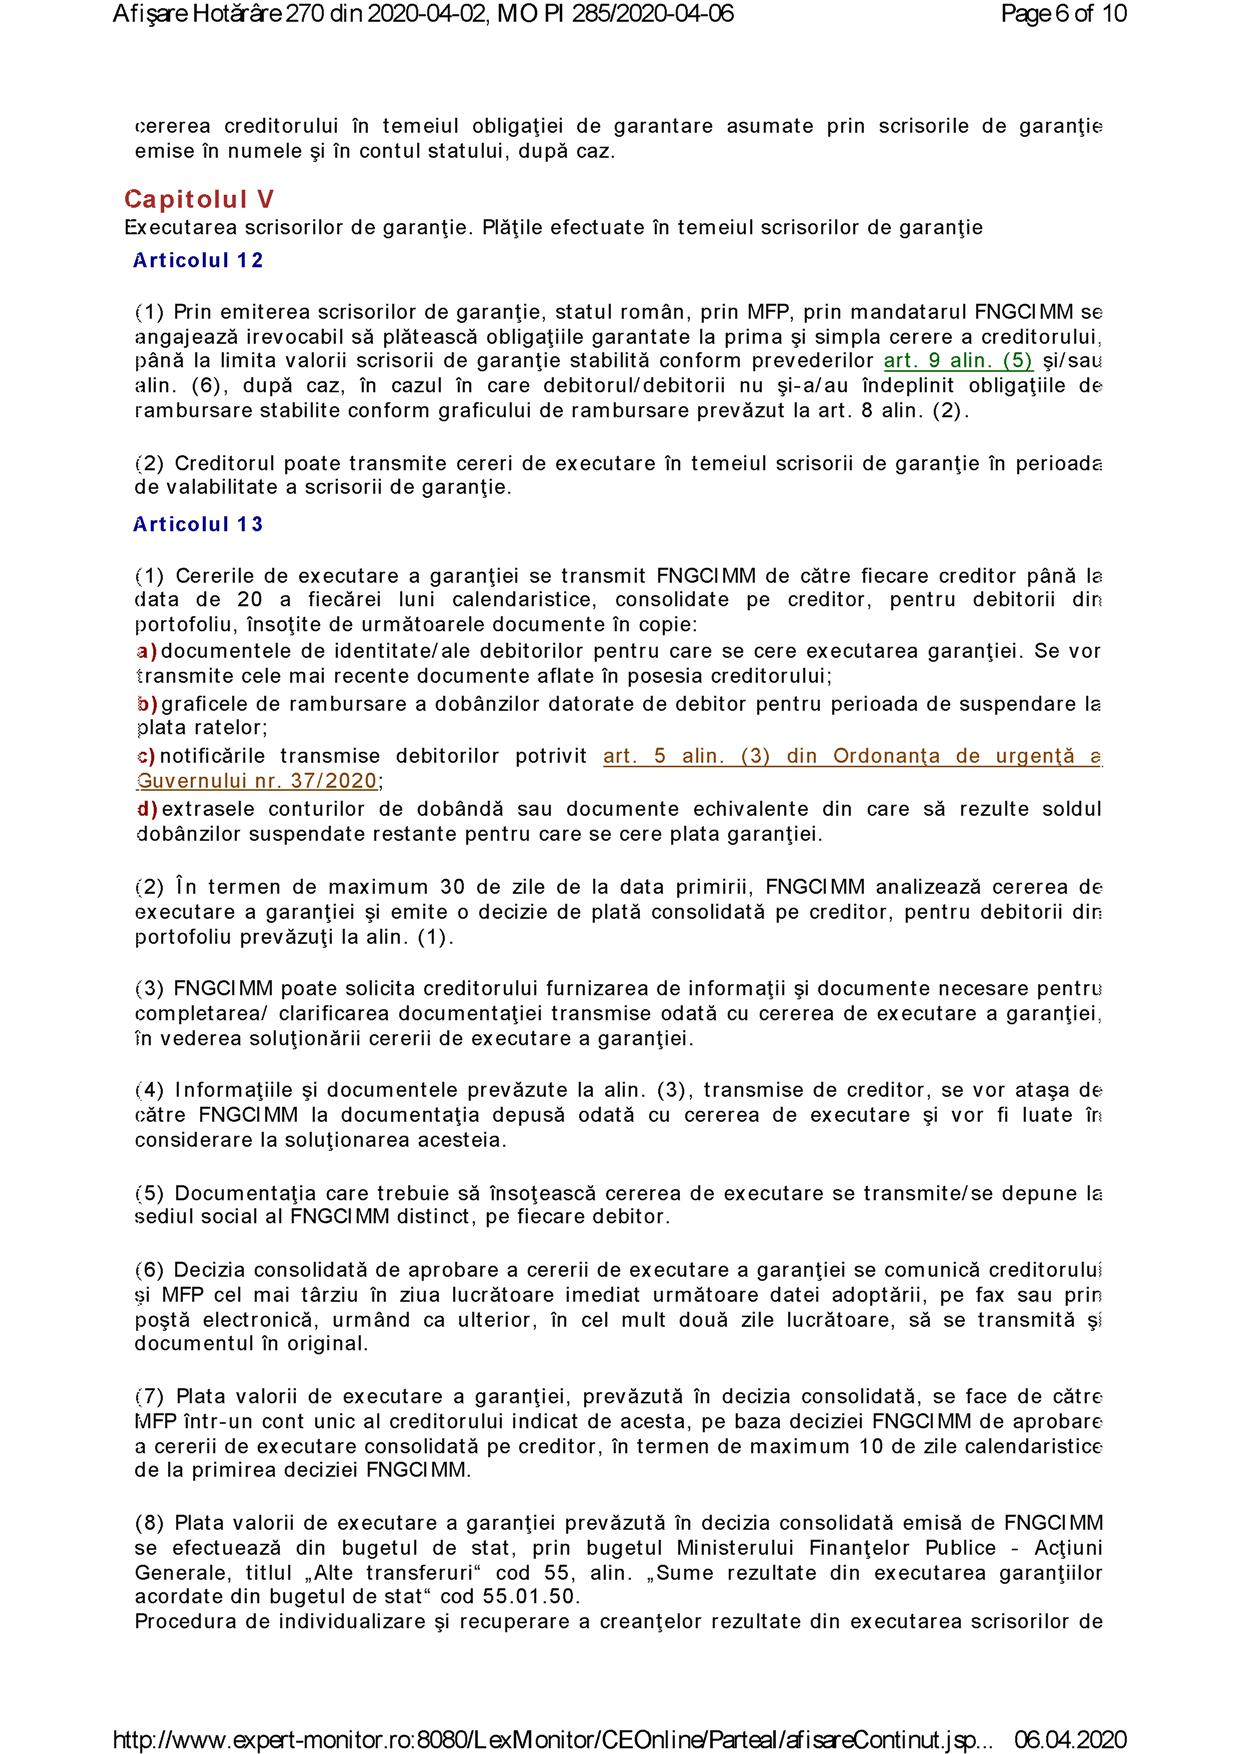 Afişare Hotărâre 270 din 2020-04-02, MO PI 285/2020-04-06 Page 6 of 10
cererea creditorului în temeiul obligaţiei de garantare asumate prin scrisorile de garanţie
emise în numele şi în contul statului, după caz.
Capitolul V
Executarea scrisorilor de garanţie. Plăţile efectuate în temeiul scrisorilor de garanţie
Articolul 12
(1) Prin emiterea scrisorilor de garanţie, statul român, prin MFP, prin mandatarul FNGCIMM se
angajează irevocabil să plătească obligaţiile garantate la prima şi simpla cerere a creditorului,
până la limita valorii scrisorii de garanţie stabilită conform prevederilor art. 9 alin. (5) şi/sau
alin. (6), după caz, în cazul în care debitorul/debitorii nu şi-a/au îndeplinit obligaţiile de
rambursare stabilite conform graficului de rambursare prevăzut la art. 8 alin. (2).
(2) Creditorul poate transmite cereri de executare în temeiul scrisorii de garanţie în perioada
de valabilitate a scrisorii de garanţie.
Articolul 13
(1) Cererile de executare a garanţiei se transmit FNGCIMM de către fiecare creditor până la
data de 20 a fiecărei luni calendaristice, consolidate pe creditor, pentru debitorii din
portofoliu, însoţite de următoarele documente în copie:
a)documentele de identitate/ale debitorilor pentru care se cere executarea garanţiei. Se vor
transmite cele mai recente documente aflate în posesia creditorului;
b)graficele de rambursare a dobânzilor datorate de debitor pentru perioada de suspendare la
plata ratelor;
c)notificările transmise debitorilor potrivit art. 5 alin. (3) din Ordonanţa de urgenţă a
Guvernului nr. 37/2020;
d)extrasele conturilor de dobândă sau documente echivalente din care să rezulte soldul
dobânzilor suspendate restante pentru care se cere plata garanţiei.
(2) În termen de maximum 30 de zile de la data primirii, FNGCIMM analizează cererea de
executare a garanţiei şi emite o decizie de plată consolidată pe creditor, pentru debitorii din
portofoliu prevăzuţi la alin. (1).
(3) FNGCIMM poate solicita creditorului furnizarea de informaţii şi documente necesare pentru
completarea/ clarificarea documentaţiei transmise odată cu cererea de executare a garanţiei,
în vederea soluţionării cererii de executare a garanţiei.
(4) Informaţiile şi documentele prevăzute la alin. (3), transmise de creditor, se vor ataşa de
către FNGCIMM la documentaţia depusă odată cu cererea de executare şi vor fi luate în
considerare la soluţionarea acesteia.
(5) Documentaţia care trebuie să însoţească cererea de executare se transmite/se depune la
sediul social al FNGCIMM distinct, pe fiecare debitor.
(6) Decizia consolidată de aprobare a cererii de executare a garanţiei se comunică creditorului
şi MFP cel mai târziu în ziua lucrătoare imediat următoare datei adoptării, pe fax sau prin
poştă electronică, urmând ca ulterior, în cel mult două zile lucrătoare, să se transmită şi
documentul în original.
(7) Plata valorii de executare a garanţiei, prevăzută în decizia consolidată, se face de către
MFP într-un cont unic al creditorului indicat de acesta, pe baza deciziei FNGCIMM de aprobare
a cererii de executare consolidată pe creditor, în termen de maximum 10 de zile calendaristice
de la primirea deciziei FNGCIMM.
(8) Plata valorii de executare a garanţiei prevăzută în decizia consolidată emisă de FNGCIMM
se efectuează din bugetul de stat, prin bugetul Ministerului Finanţelor Publice - Acţiuni
Generale, titlul „Alte transferuri“ cod 55, alin. „Sume rezultate din executarea garanţiilor
acordate din bugetul de stat“ cod 55.01.50.
Procedura de individualizare şi recuperare a creanţelor rezultate din executarea scrisorilor de
http://www.expert-monitor.ro:8080/LexMonitor/CEOnline/ParteaI/afisareContinut.jsp... 06.04.2020